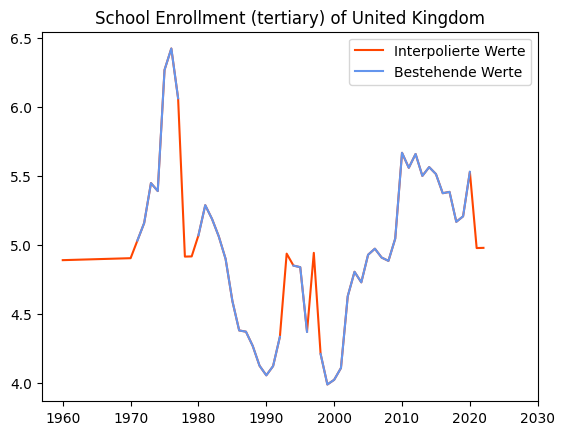 School Enrollment (tertiary) of United Kingdom
Interpolierte Werte
Bestehende Werte
6.5
6.0
5.5
5.0
4.5
4.0
1960 1970 1980 1990 2000 2010 2020 2030